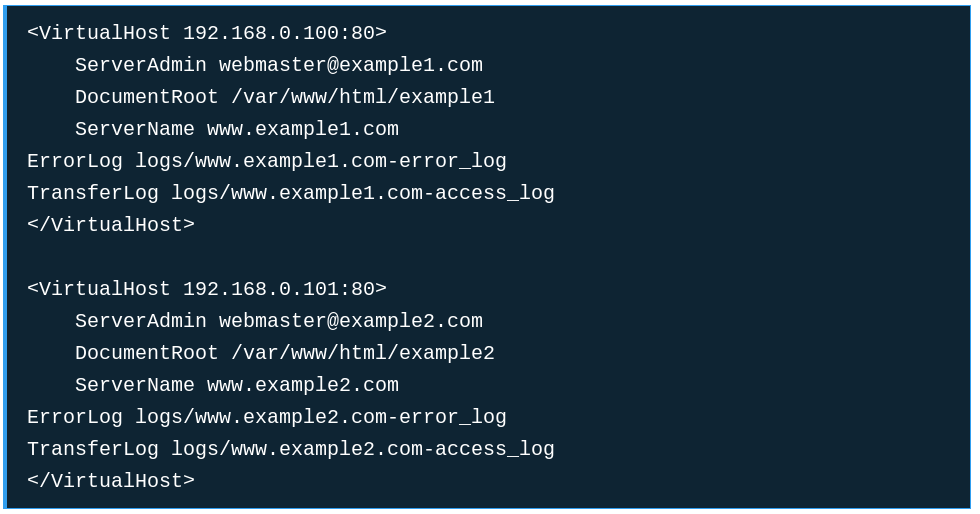 <VirtualHost 192.168.0.100:80>
    ServerAdmin webmaster@example1.com
    DocumentRoot /var/www/html/example1
    ServerName www.example1.com
ErrorLog logs/www.example1.com-error_log
TransferLog logs/www.example1.com-access_log
</VirtualHost>

<VirtualHost 192.168.0.101:80>
    ServerAdmin webmaster@example2.com
    DocumentRoot /var/www/html/example2
    ServerName www.example2.com
ErrorLog logs/www.example2.com-error_log
TransferLog logs/www.example2.com-access_log
</VirtualHost>